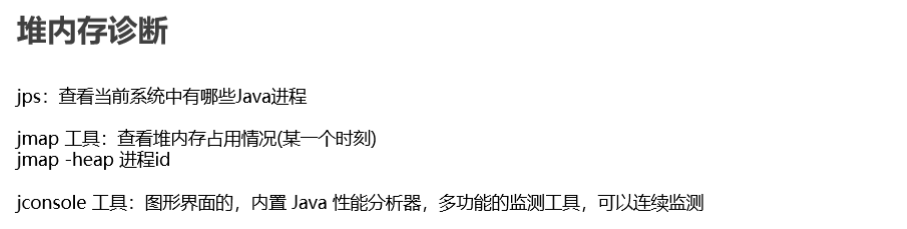 堆内存诊断
jps：查看当前系统中有哪些Java进程
jmap 工具：查看堆内存占用情况(某一个时刻)
jmap -heap 进程id
jconsole 工具：图形界面的，内置 Java 性能分析器，多功能的监测工具，可以连续监测